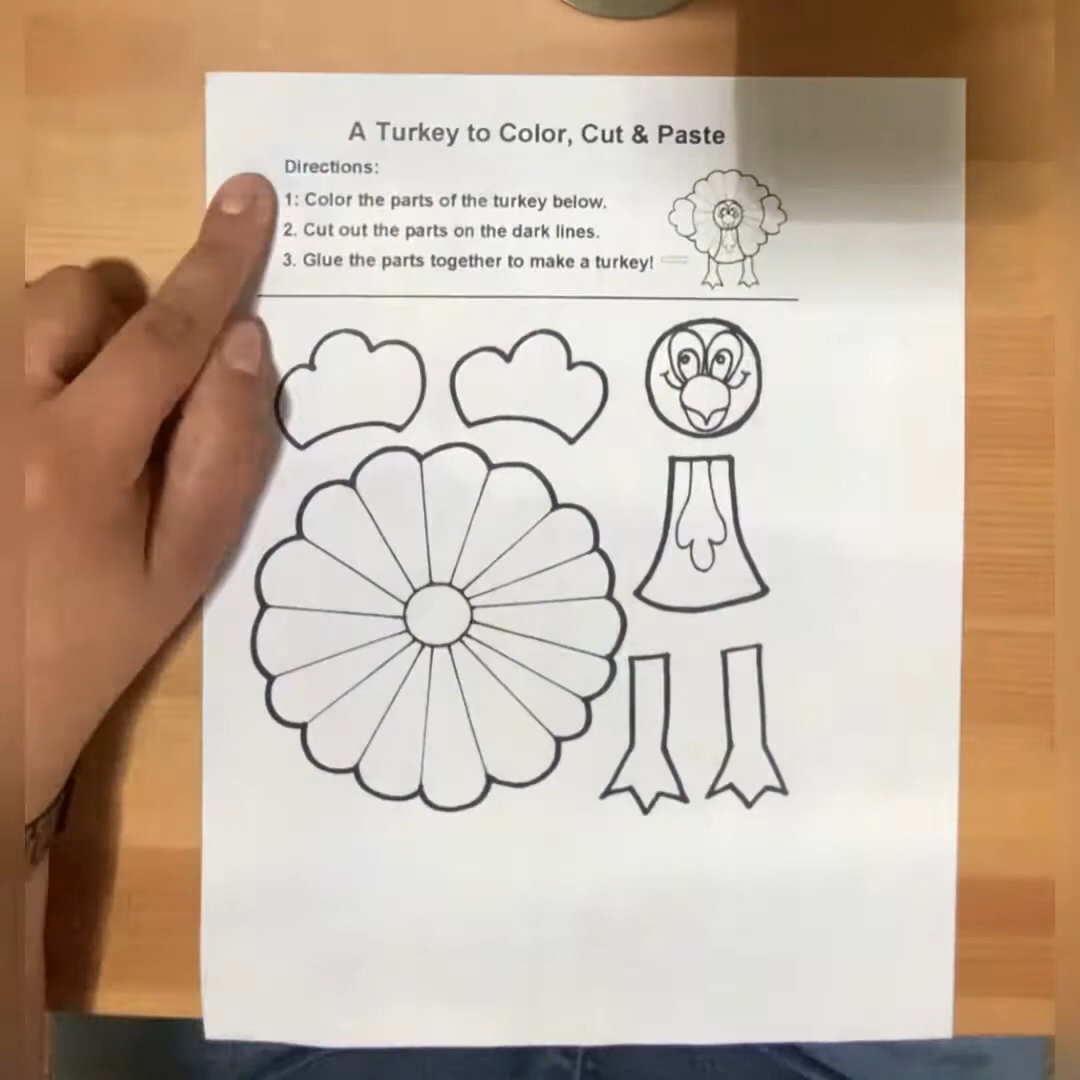 A Turkey to Color, Cut & Paste
Directions:
1: Color the parts of the turkey below.
2. Cut out the parts on the dark lines.
3. Glue the parts together to make a turkey!